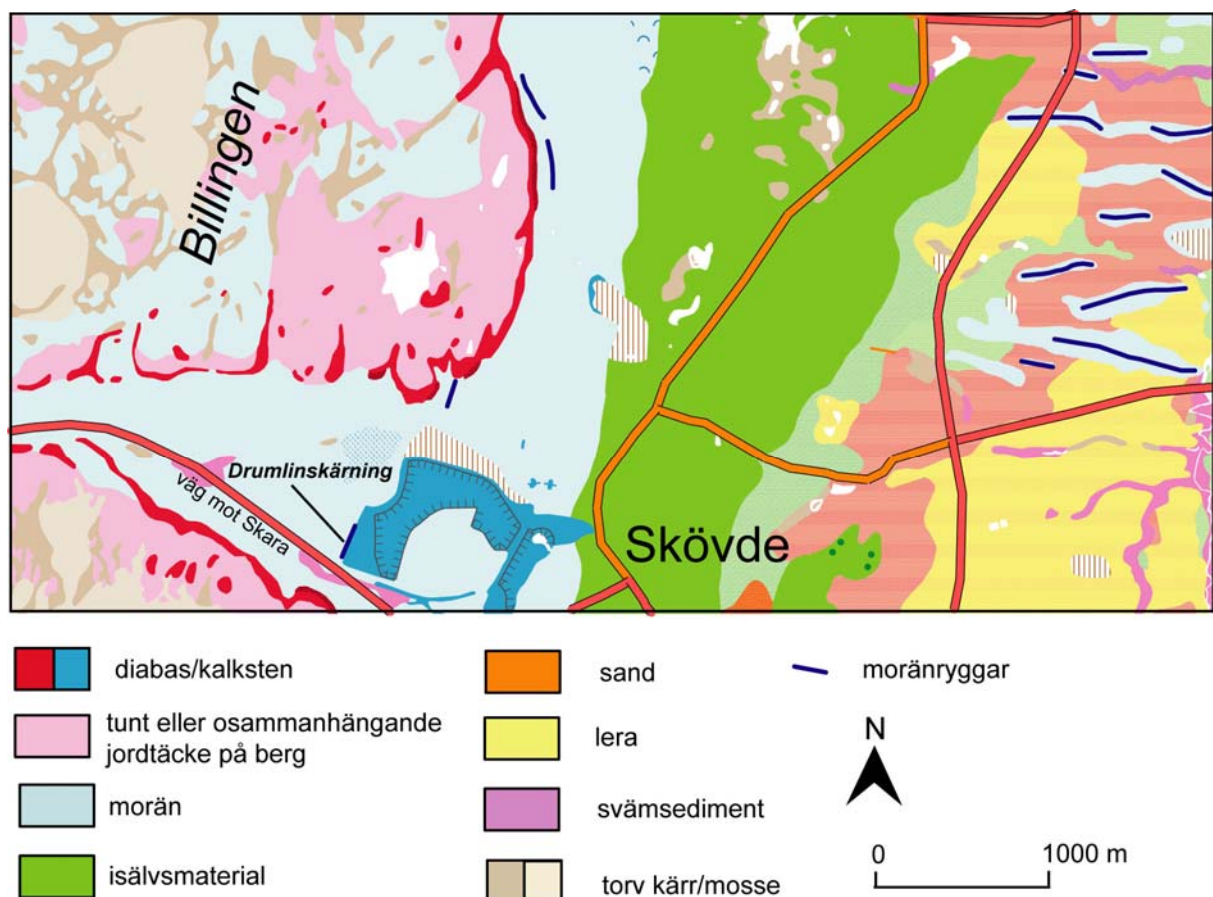 Billingen
Drumlinskärning
väg mot Skara
Skövde
diabas/kalksten
tunt eller osammanhängande
jordtäcke på berg
morän
isälvsmaterial
sand
lera
svämsediment
torv kärr/mosse
moränryggar
N
0 1000 m